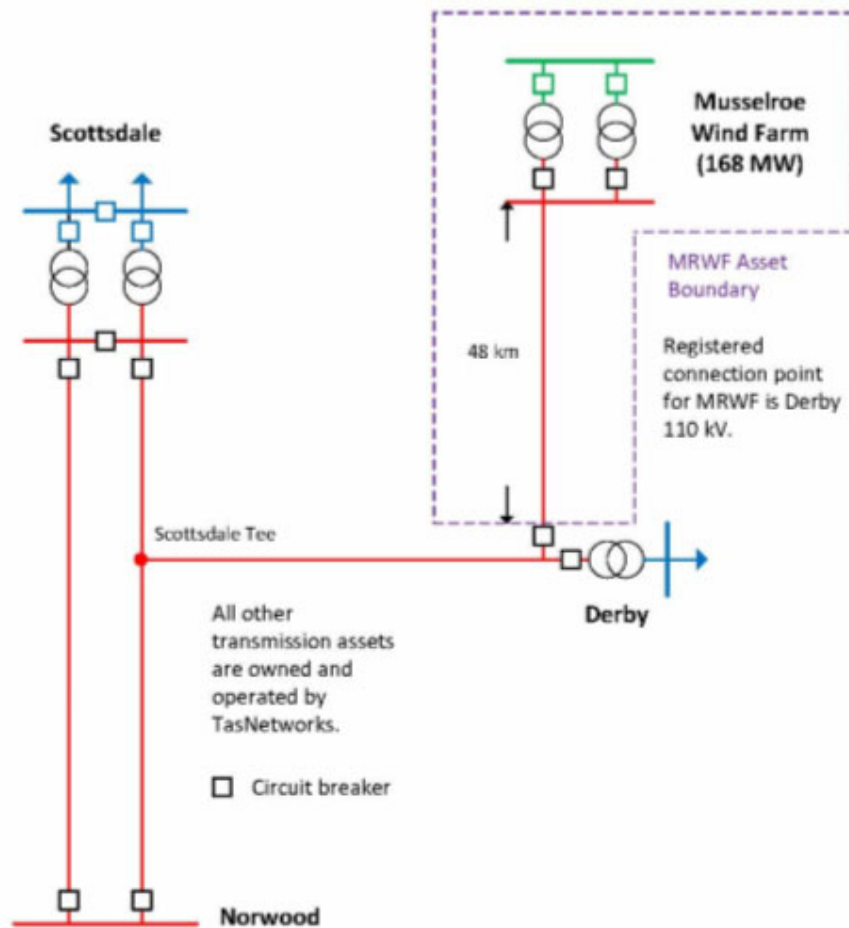 Scottsdale
Musselroe
Wind Farm
(168 MW)
MRWF Asset
Boundary
48 km
Registered
connection point
for MRWF is Derby
110 kV.
Scottsdale Tee
Derby
All other
transmission assets
are owned and
operated by
TasNetworks.
Circuit breaker
Norwood